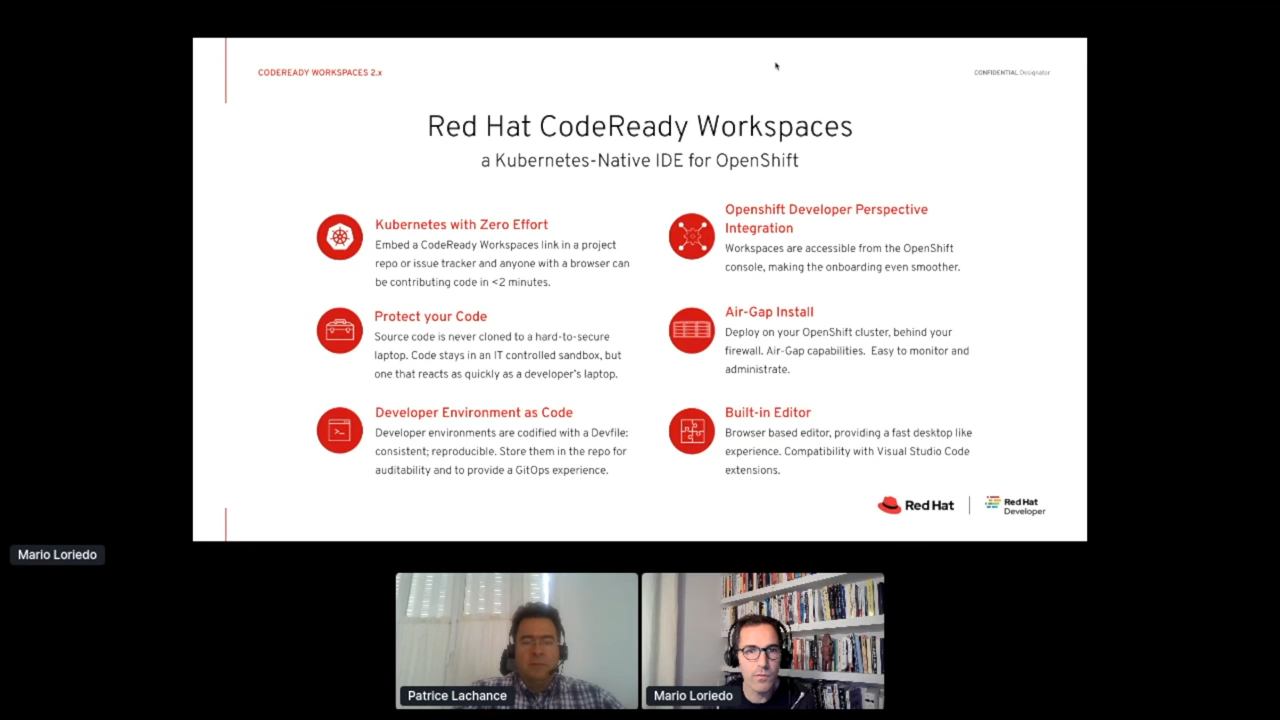 CODEREADY WORKSPACES 2.x
CONFIDENTIAL Designator
Red Hat CodeReady Workspaces
a Kubernetes-Native IDE for OpenShift
Kubernetes with Zero Effort
Embed a CodeReady Workspaces link in a project
repo or issue tracker and anyone with a browser can
be contributing code in <2 minutes.
Protect your Code
Source code is never cloned to a hard-to-secure
laptop. Code stays in an IT controlled sandbox, but
one that reacts as quickly as a developer's laptop.
Developer Environment as Code
Developer environments are codified with a Devfile:
consistent; reproducible. Store them in the repo for
auditability and to provide a GitOps experience.
Openshift Developer Perspective
Integration
Workspaces are accessible from the OpenShift
console, making the onboarding even smoother.
Air-Gap Install
Deploy on your OpenShift cluster, behind your
firewall. Air-Gap capabilities.  Easy to monitor and
administrate.
Built-in Editor
Browser based editor, providing a fast desktop like
experience. Compatibility with Visual Studio Code
extensions.
Red Hat
Red Hat
Developer
Mario Loriedo
Patrice Lachance
Mario Loriedo